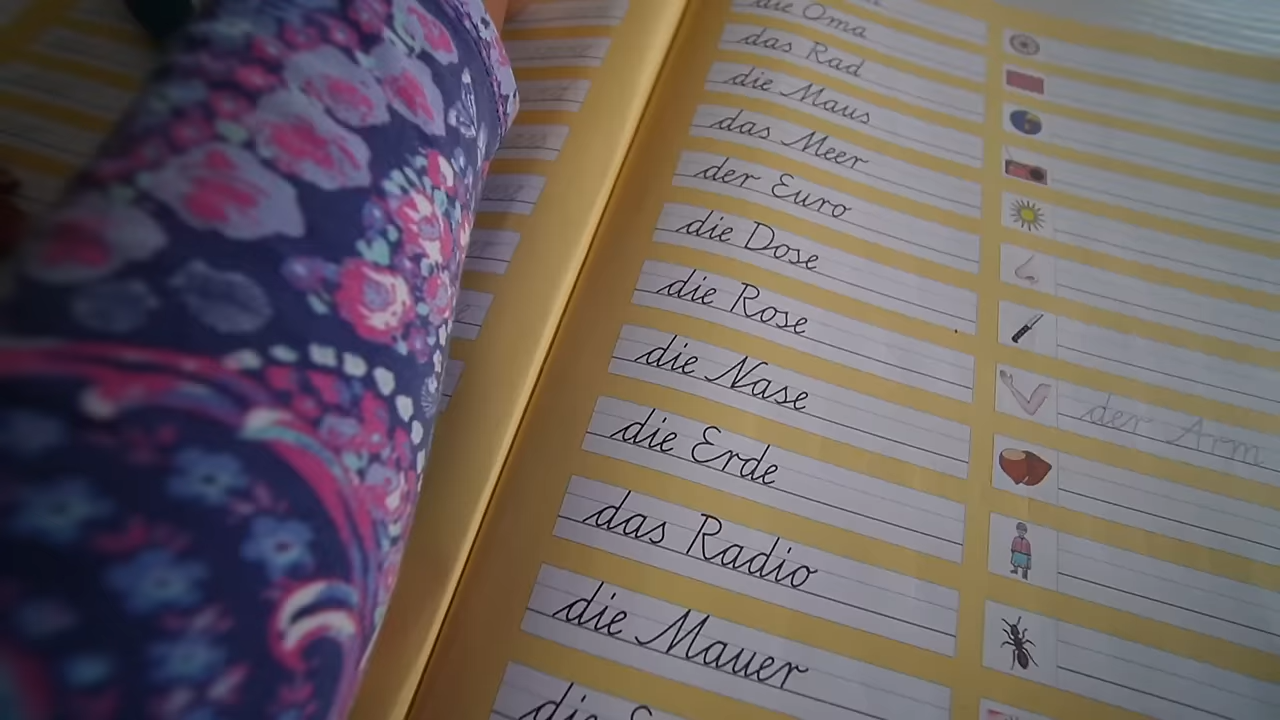 die Oma
das Rad
die Maus
das Meer
der Euro
die Dose
die Rose
die Nase
die Erde
das Radio
die Mauer
die
der Arm